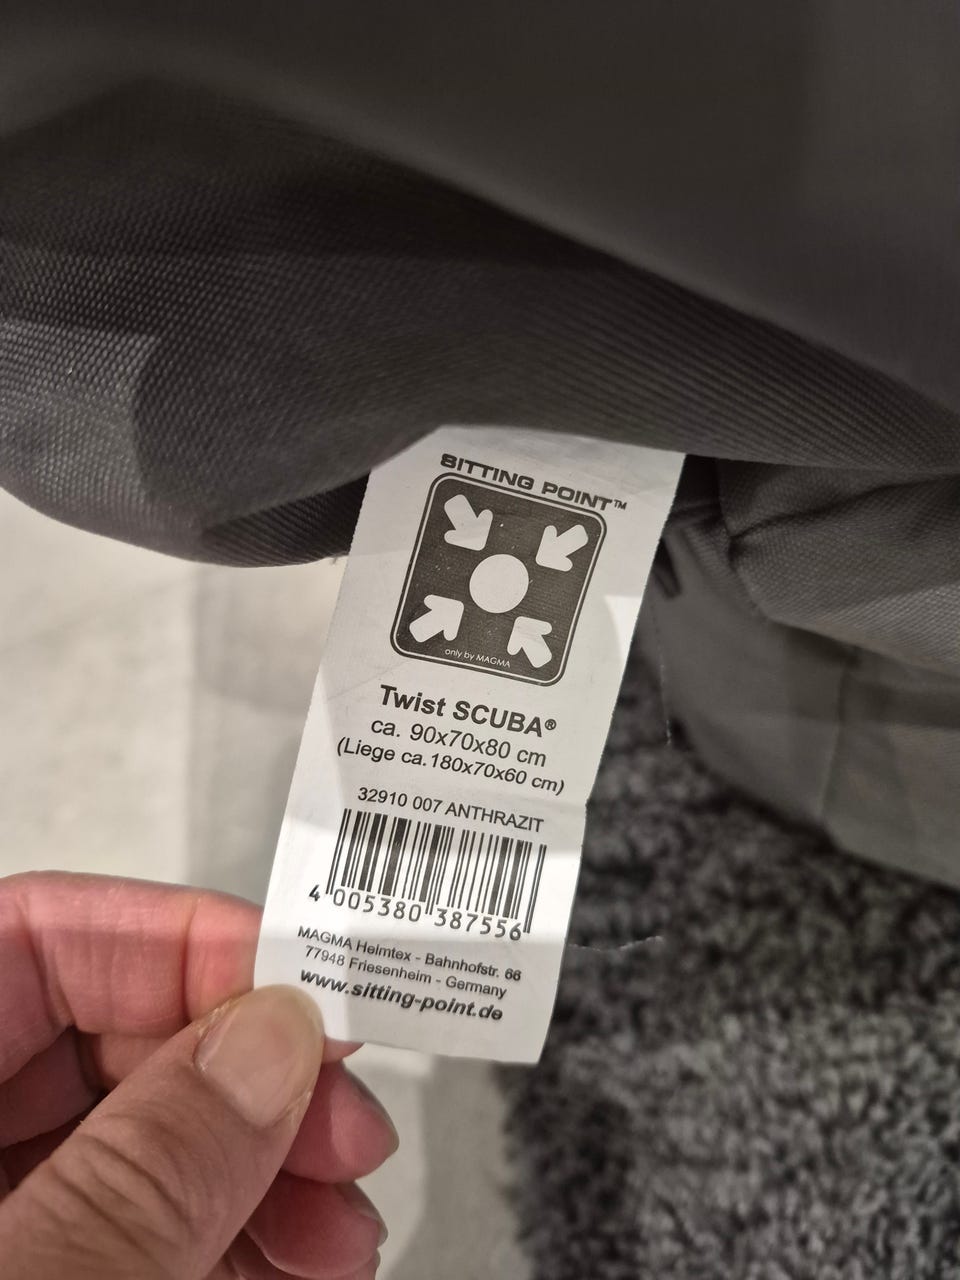 SITTING POINT™
only by MAGMA
Twist SCUBA®
ca. 90x70x80 cm
(Liege ca.180x70x60 cm)
32910 007 ANTHRAZIT
4 005380 387556
MAGMA Heimtex - Bahnhofstr. 66
77948 Friesenheim - Germany
www.sitting-point.de